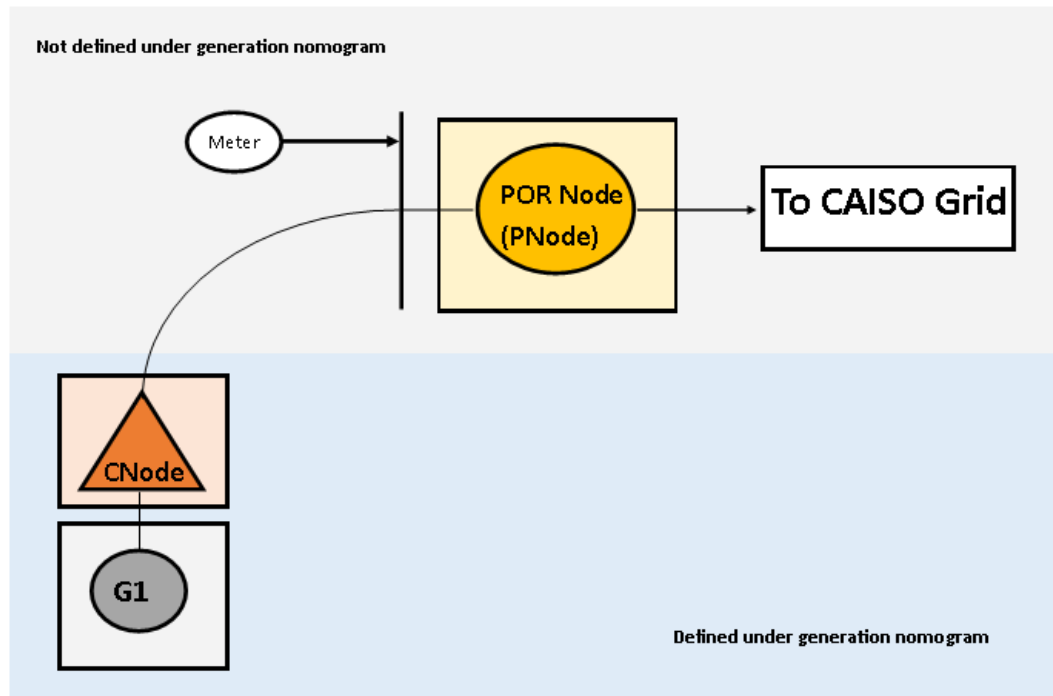 Not defined under generation nomogram
Meter
POR Node
(PNode)
To CAISO Grid
CNode
G1
Defined under generation nomogram